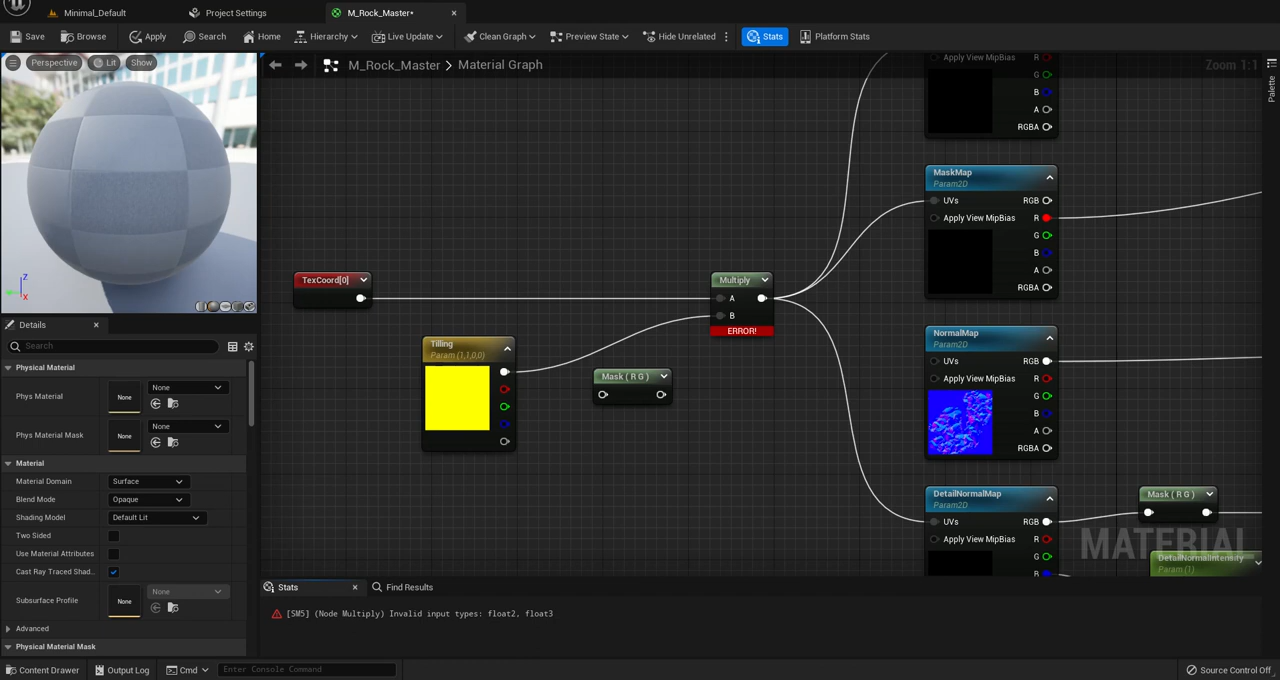 Minimal_Default
Project Settings
M_Rock_Master•
Save
Browse
Apply
Search
Home
Hierarchy
Live Update
Clean Graph
Preview State
Hide Unrelated
Stats
Platform Stats
Perspective
Lit
Show
M_Rock_Master > Material Graph
Zoom 1:1
Palette
Z
X
Apply View MipBias R
G
B
A
RGBA
MaskMap
Param2D
UVs RGB
Apply View MipBias R
G
B
A
RGBA
TexCoord[0]
Multiply
A
B
ERROR!
Tilling
Param (1,1,0,0)
Mask ( R G )
NormalMap
Param2D
UVs RGB
Apply View MipBias R
G
B
A
RGBA
DetailNormalMap
Param2D
UVs RGB
Apply View MipBias R
G
B
Mask ( R G )
MATERIAL
DetailNormalIntensity
Param (1)
Details
Search
Physical Material
Phys Material
None
None
Phys Material Mask
None
None
Material
Material Domain Surface
Blend Mode Opaque
Shading Model Default Lit
Two Sided
Use Material Attributes
Cast Ray Traced Shad...
Subsurface Profile
None
None
Advanced
Physical Material Mask
Stats
Find Results
[SM5] (Node Multiply) Invalid input types: float2, float3
Content Drawer
Output Log
Cmd
Enter Console Command
Source Control Off